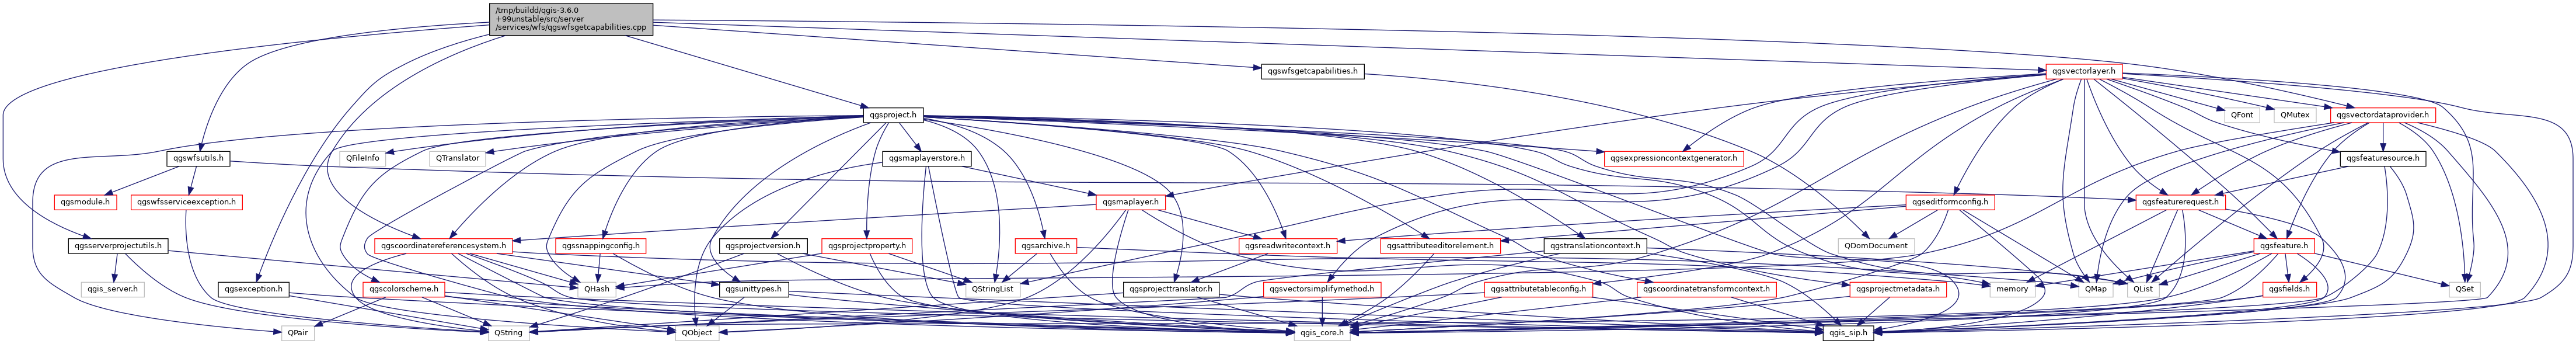 /tmp/buildd/qgis-3.6.0
+99unstable/src/server
/services/wfs/qgswfsgetcapabilities.cpp
qgswfsgetcapabilities.h
qgsvectorlayer.h
qgsproject.h
QFont
QMutex
qgsvectordataprovider.h
qgswfsutils.h
QFileInfo
QTranslator
qgsmaplayerstore.h
qgsexpressioncontextgenerator.h
qgsfeaturesource.h
qgsmodule.h
qgswfsserviceexception.h
qgsmaplayer.h
qgseditformconfig.h
qgsfeaturerequest.h
qgsserverprojectutils.h
qgscoordinatereferencesystem.h
qgssnappingconfig.h
qgsprojectversion.h
qgsprojectproperty.h
qgsarchive.h
qgsreadwritecontext.h
qgsattributeeditorelement.h
qgstranslationcontext.h
QDomDocument
qgsfeature.h
qgis_server.h
qgsexception.h
qgscolorscheme.h
QHash
qgsunittypes.h
QStringList
qgsprojecttranslator.h
qgsvectorsimplifymethod.h
qgsattributetableconfig.h
qgscoordinatetransformcontext.h
qgsprojectmetadata.h
memory
QMap
QList
qgsfields.h
QSet
QPair
QString
QObject
qgis_core.h
qgis_sip.h